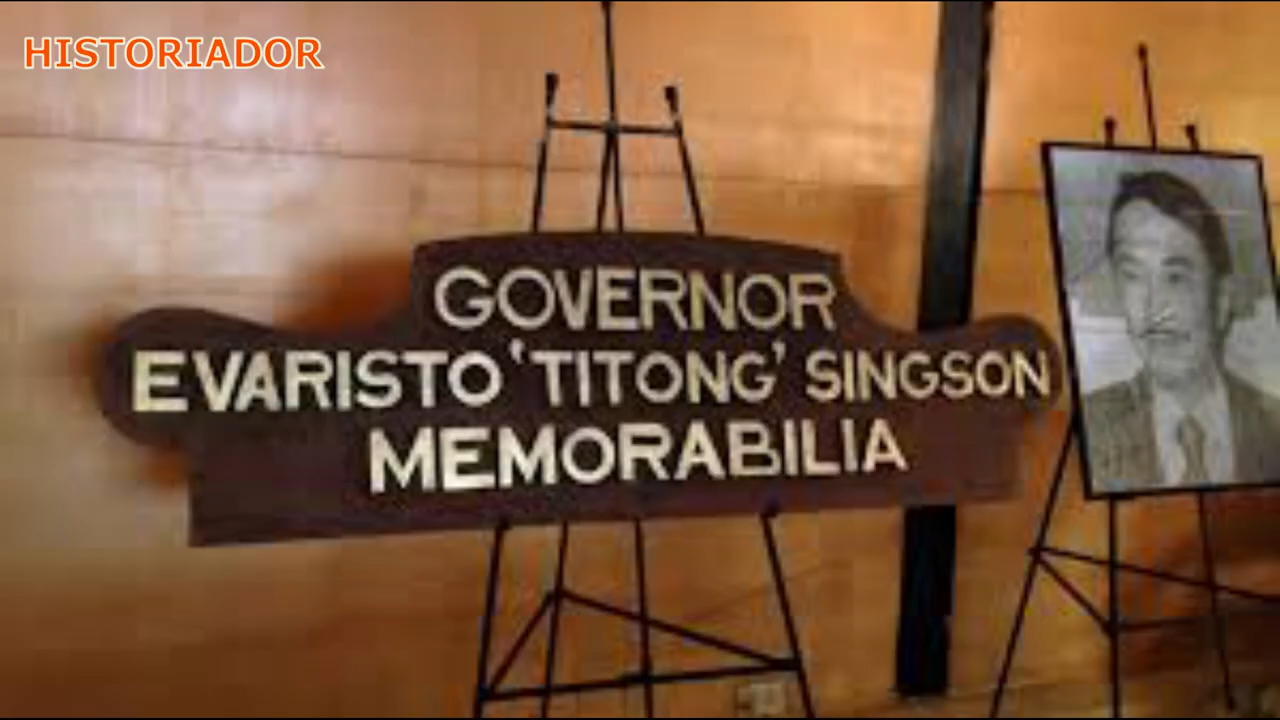 HISTORIADOR
GOVERNOR
EVARISTO 'TITONG' SINGSON
MEMORABILIA